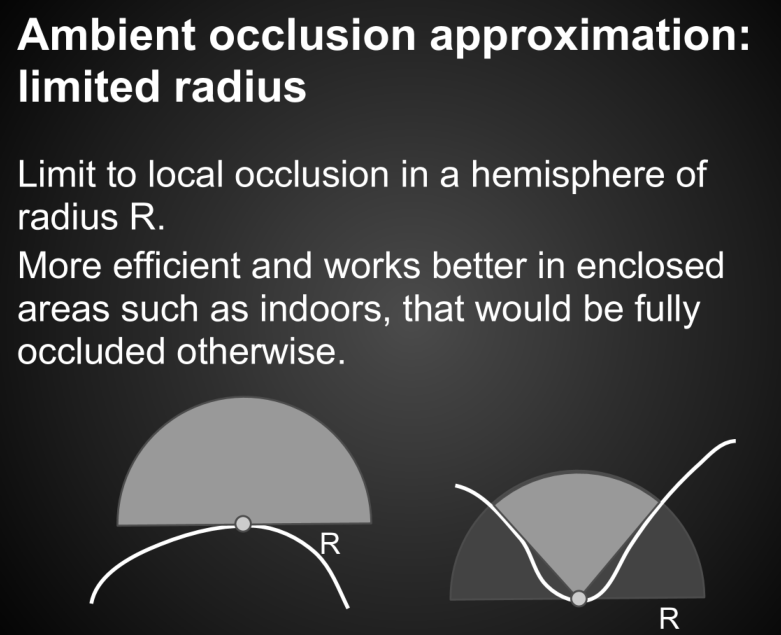 Ambient occlusion approximation:
limited radius
Limit to local occlusion in a hemisphere of
radius R.
More efficient and works better in enclosed
areas such as indoors, that would be fully
occluded otherwise.
R
R